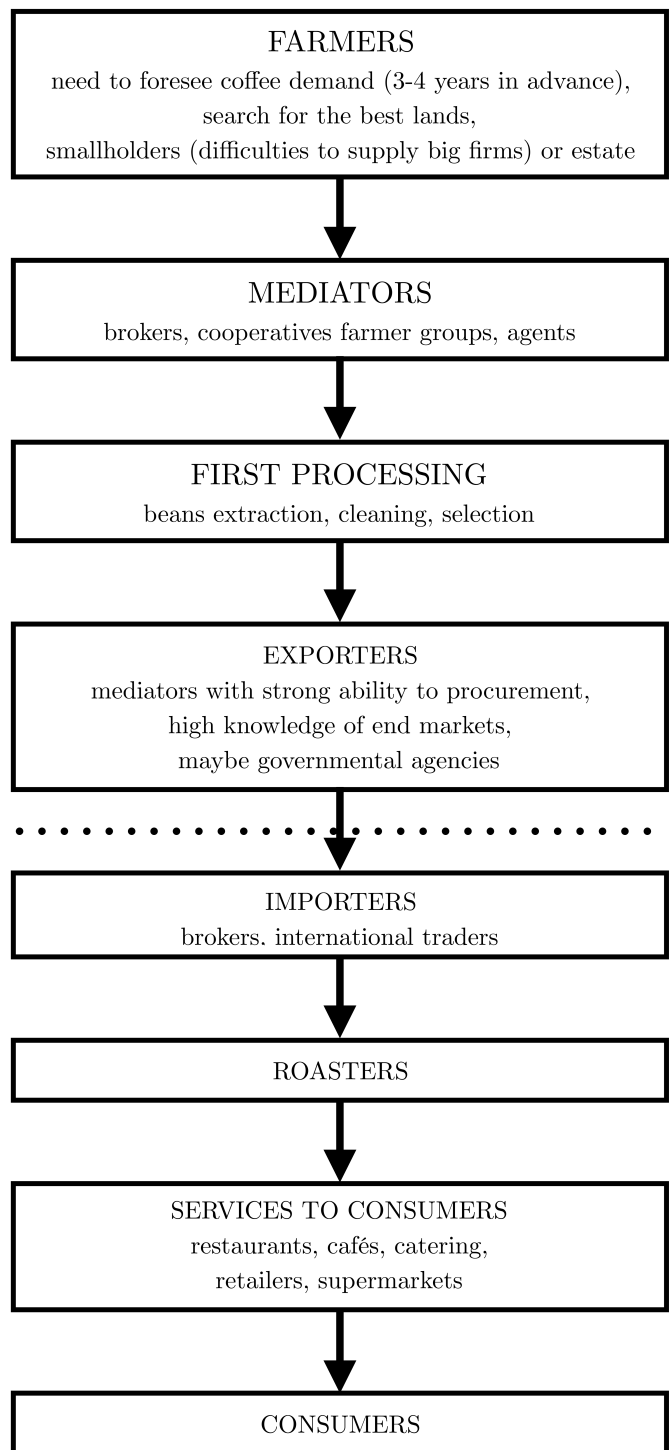 FARMERS
need to foresee coffee demand (3-4 years in advance),
search for the best lands,
smallholders (difficulties to supply big firms) or estate
MEDIATORS
brokers, cooperatives farmer groups, agents
FIRST PROCESSING
beans extraction, cleaning, selection
EXPORTERS
mediators with strong ability to procurement,
high knowledge of end markets,
maybe governmental agencies
IMPORTERS
brokers. international traders
ROASTERS
SERVICES TO CONSUMERS
restaurants, cafés, catering,
retailers, supermarkets
CONSUMERS